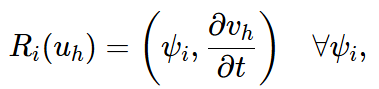 R_i(u_h) = \left( \psi_i, \frac{\partial v_h}{\partial t} \right) \quad \forall \psi_i,